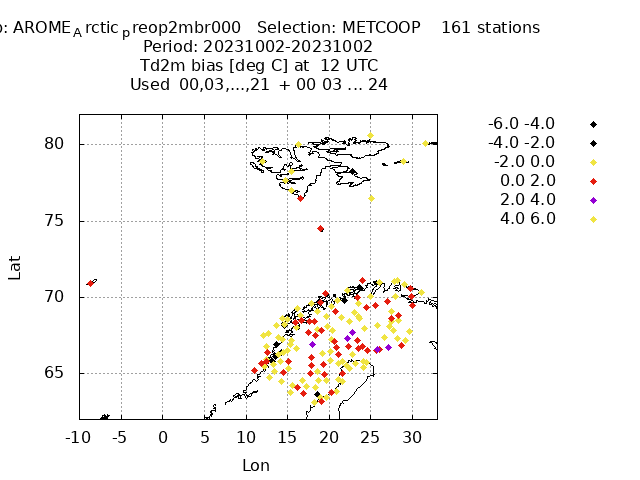 : AROME_A rctic_p reop2mbr000 Selection: METCOOP 161 stations
Period: 20231002-20231002
Td2m bias [deg C] at 12 UTC
Used 00,03,...,21 + 00 03 ... 24
-6.0 -4.0
-4.0 -2.0
-2.0 0.0
0.0 2.0
2.0 4.0
4.0 6.0
80
75
70
65
Lat
-10 -5 0 5 10 15 20 25 30
Lon